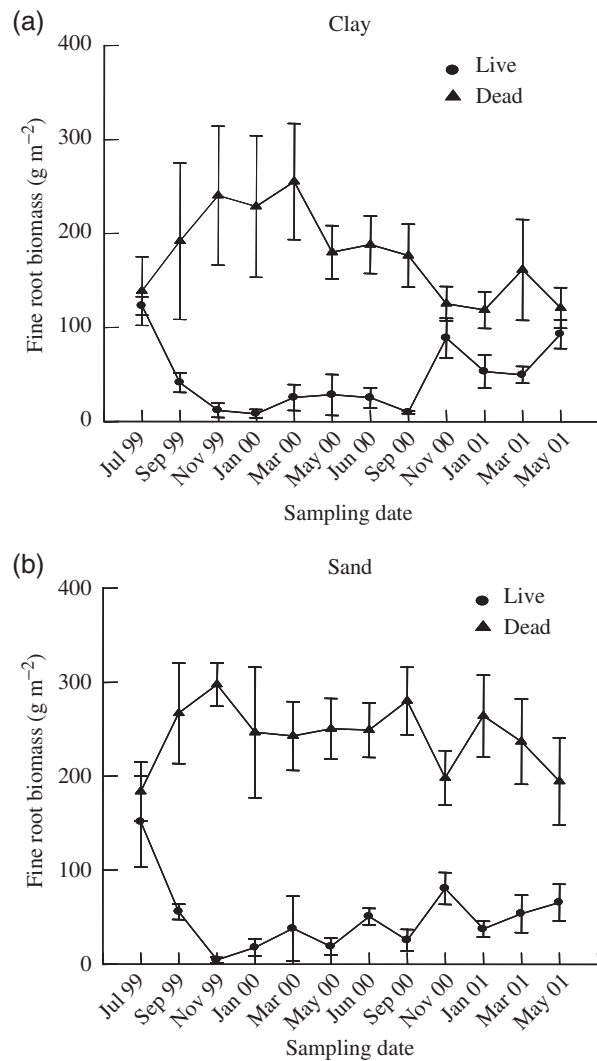 (a)
Clay
400
300
200
100
0
Fine root biomass (g m⁻²)
Live
Dead
Jul 99
Sep 99
Nov 99
Jan 00
Mar 00
May 00
Jun 00
Sep 00
Nov 00
Jan 01
Mar 01
May 01
Sampling date
(b)
Sand
400
300
200
100
0
Fine root biomass (g m⁻²)
Live
Dead
Jul 99
Sep 99
Nov 99
Jan 00
Mar 00
May 00
Jun 00
Sep 00
Nov 00
Jan 01
Mar 01
May 01
Sampling date